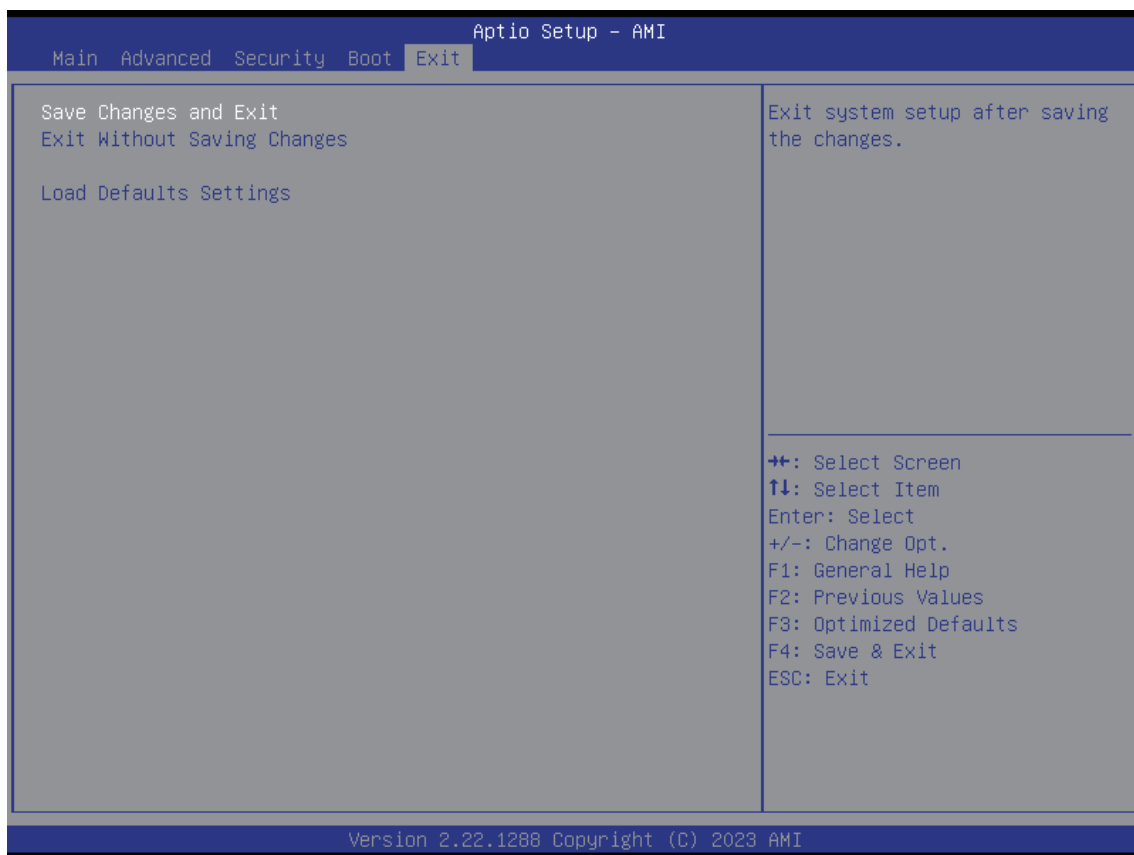 Aptio Setup – AMI
Main Advanced Security Boot Exit
Save Changes and Exit
Exit Without Saving Changes
Load Defaults Settings
Exit system setup after saving
the changes.
→←: Select Screen
↑↓: Select Item
Enter: Select
+/-: Change Opt.
F1: General Help
F2: Previous Values
F3: Optimized Defaults
F4: Save & Exit
ESC: Exit
Version 2.22.1288 Copyright (C) 2023 AMI